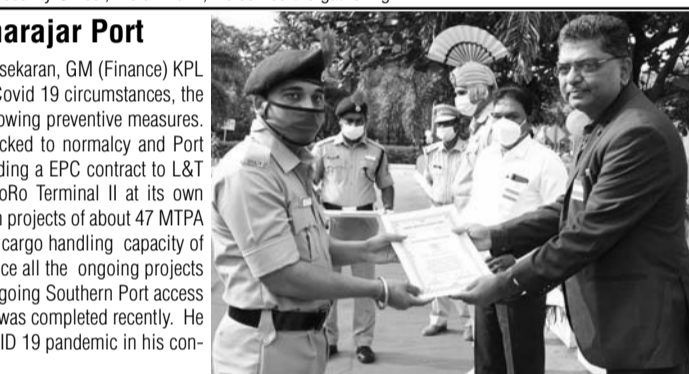 arajar Port
sekaran, GM (Finance) KPL
Covid 19 circumstances, the
owing preventive measures.
cked to normalcy and Port
ding a EPC contract to L&T
oRo Terminal II at its own
projects of about 47 MTPA
cargo handling capacity of
ce all the ongoing projects
going Southern Port access
was completed recently. He
ID 19 pandemic in his con-